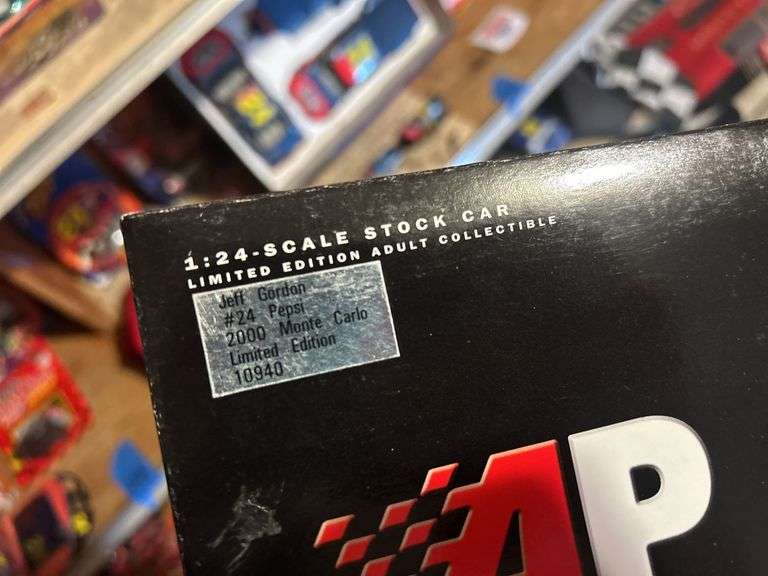 1:24-SCALE STOCK CAR
LIMITED EDITION ADULT COLLECTIBLE
Jeff Gordon
#24 Pepsi
2000 Monte Carlo
Limited Edition
10940
AP